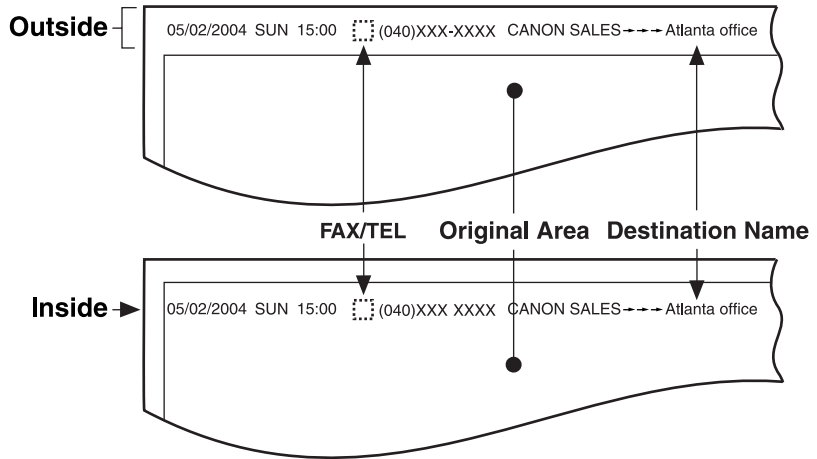 Outside
05/02/2004 SUN 15:00 (040)XXX-XXXX CANON SALES Atlanta office
FAX/TEL Original Area Destination Name
Inside
05/02/2004 SUN 15:00 (040)XXX XXXX CANON SALES Atlanta office